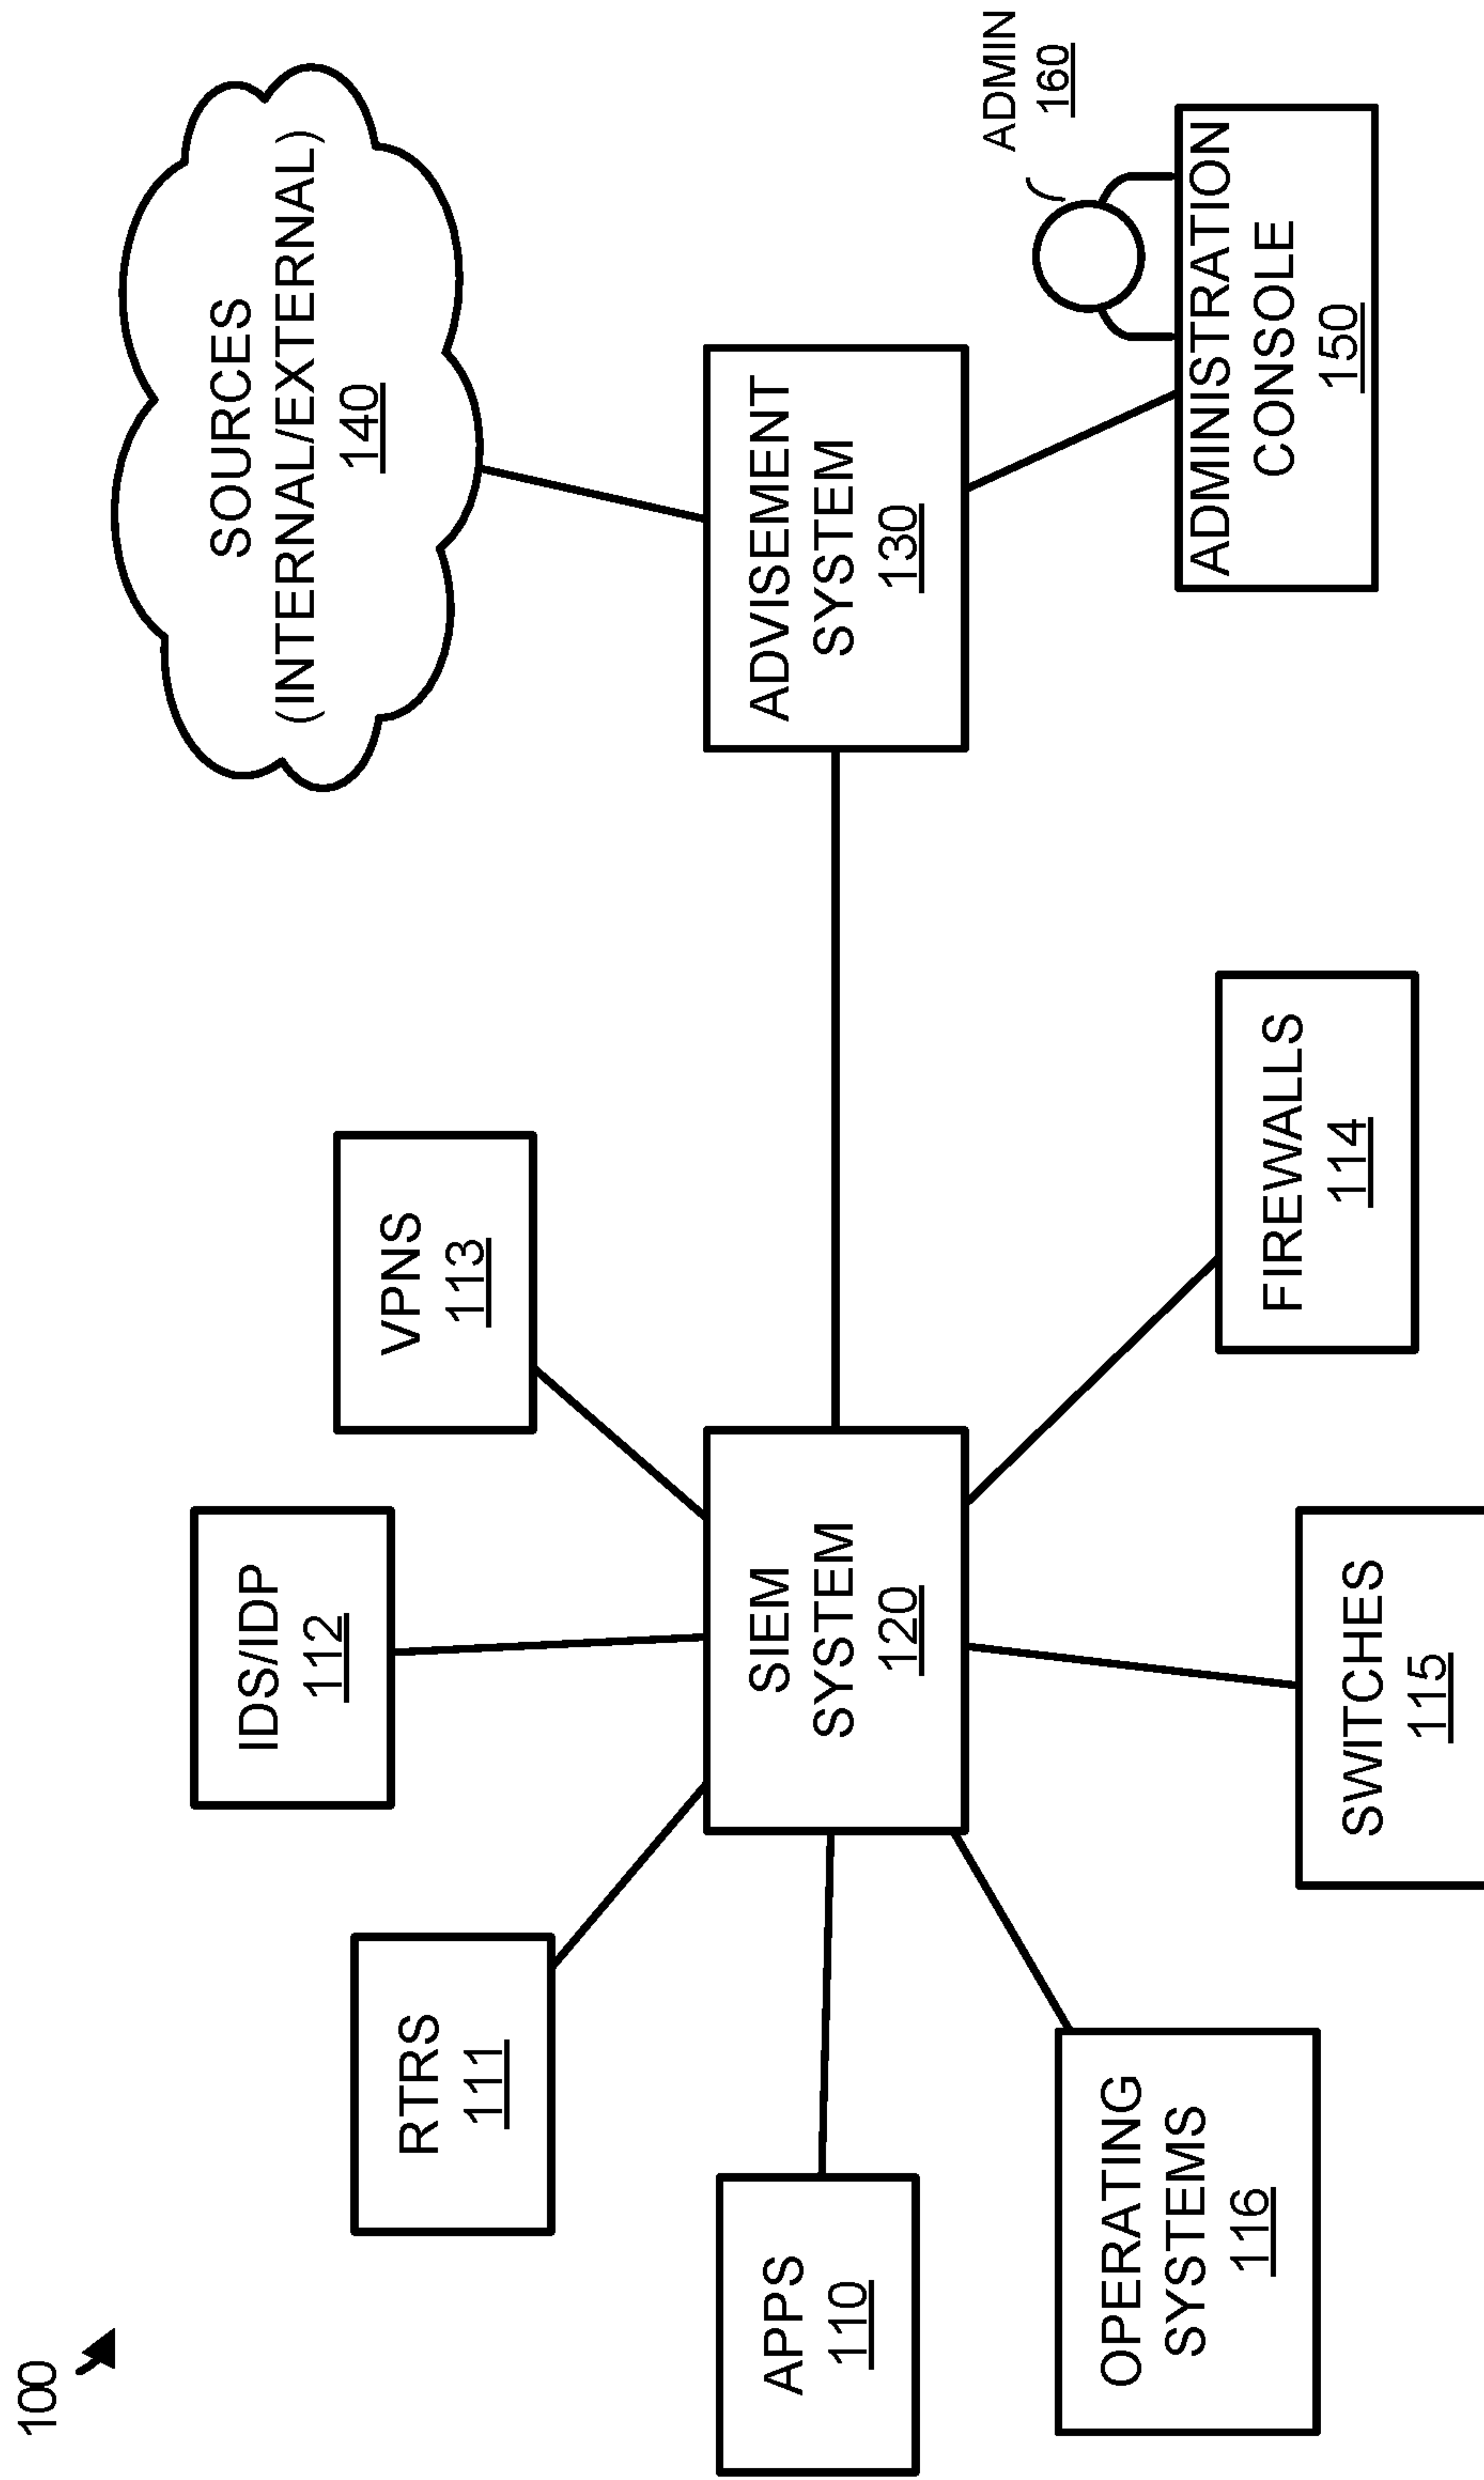 100
RTRS
111
IDS/IDP
112
VPNS
113
SOURCES
(INTERNAL/EXTERNAL)
140
APPS
110
SIEM
SYSTEM
120
ADVISEMENT
SYSTEM
130
ADMIN
160
OPERATING
SYSTEMS
116
SWITCHES
115
FIREWALLS
114
ADMINISTRATION
CONSOLE
150